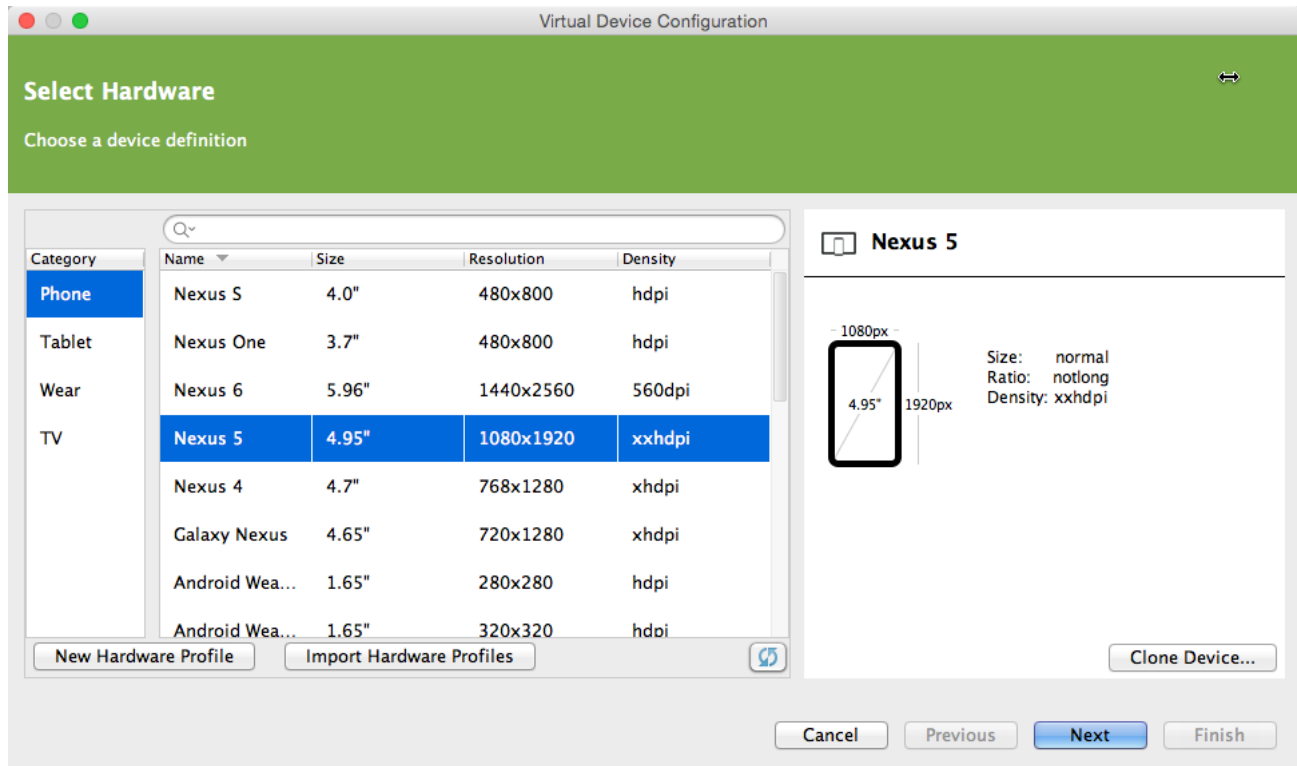 Virtual Device Configuration
Select Hardware
Choose a device definition
Category Name Size Resolution Density
Phone Nexus S 4.0" 480x800 hdpi
Tablet Nexus One 3.7" 480x800 hdpi
Wear Nexus 6 5.96" 1440x2560 560dpi
TV Nexus 5 4.95" 1080x1920 xxhdpi
Nexus 4 4.7" 768x1280 xhdpi
Galaxy Nexus 4.65" 720x1280 xhdpi
Android Wea... 1.65" 280x280 hdpi
Android Wea... 1.65" 320x320 hdpi
New Hardware Profile Import Hardware Profiles
Nexus 5
1080px
4.95" 1920px
Size: normal
Ratio: notlong
Density: xxhdpi
Clone Device...
Cancel Previous Next Finish